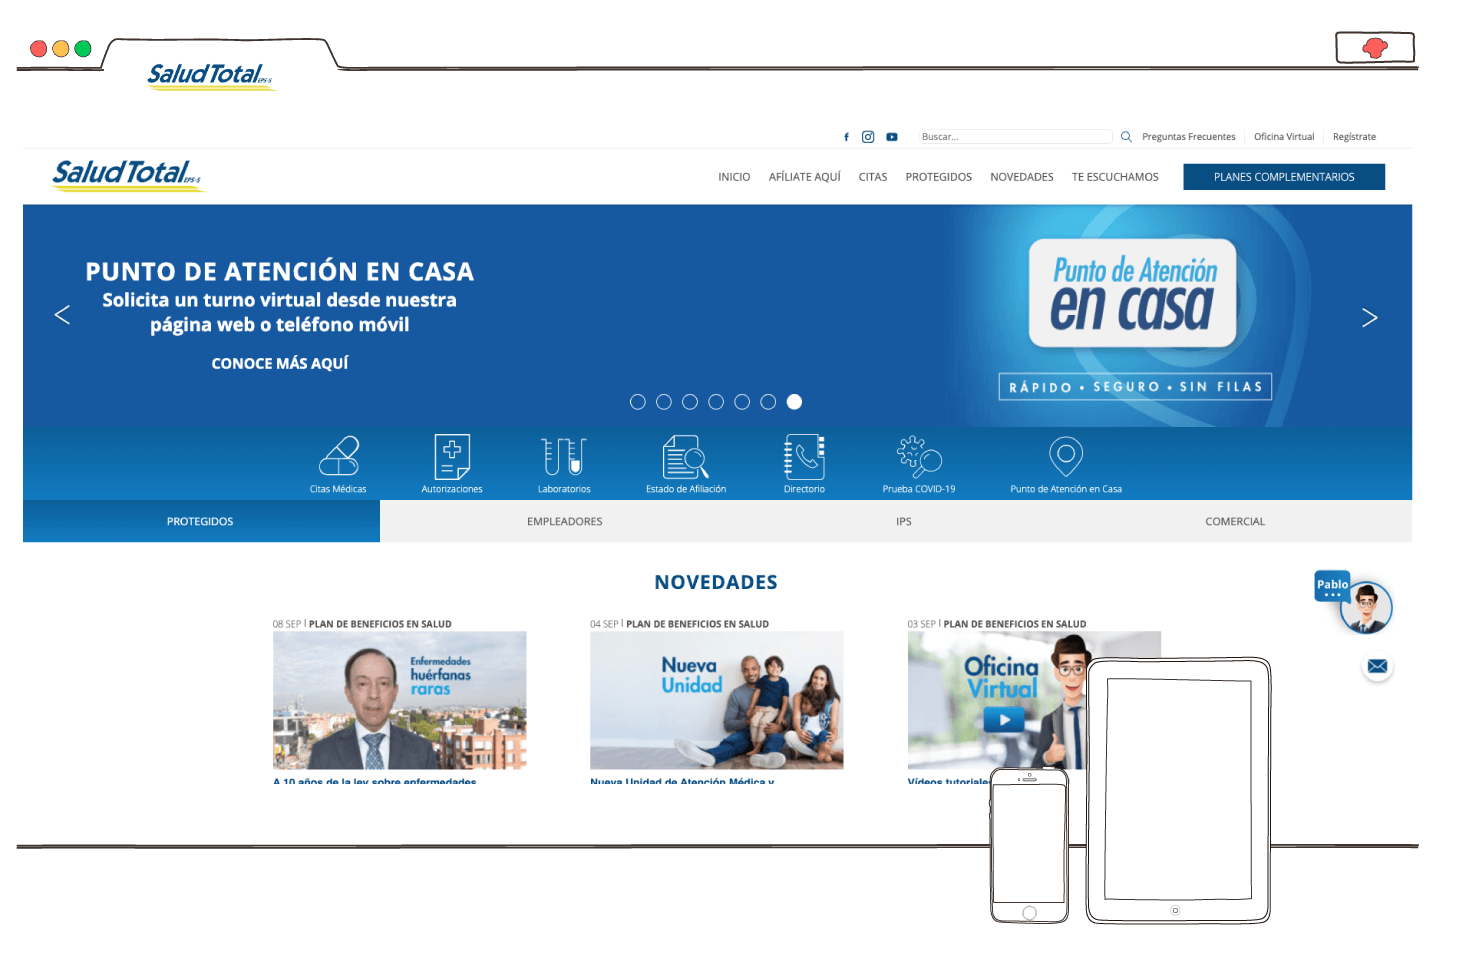 SaludTotal EPS-S
Buscar...
Preguntas Frecuentes
Oficina Virtual
Regístrate
SaludTotal EPS-S
INICIO
AFÍLIATE AQUÍ
CITAS
PROTEGIDOS
NOVEDADES
TE ESCUCHAMOS
PLANES COMPLEMENTARIOS
PUNTO DE ATENCIÓN EN CASA
Solicita un turno virtual desde nuestra
página web o teléfono móvil
CONOCE MÁS AQUÍ
Punto de Atención
en casa
RÁPIDO • SEGURO • SIN FILAS
Citas Médicas
Autorizaciones
Laboratorios
Estado de Afiliación
Directorio
Prueba COVID-19
Punto de Atención en Casa
PROTEGIDOS
EMPLEADORES
IPS
COMERCIAL
NOVEDADES
Pablo
08 SEP | PLAN DE BENEFICIOS EN SALUD
Enfermedades
huérfanas
raras
A 10 años de la ley sobre enfermedades
04 SEP | PLAN DE BENEFICIOS EN SALUD
Nueva
Unidad
Nueva Unidad de Atención Médica y
03 SEP | PLAN DE BENEFICIOS EN SALUD
Oficina
Virtual
Vídeos tutoriales